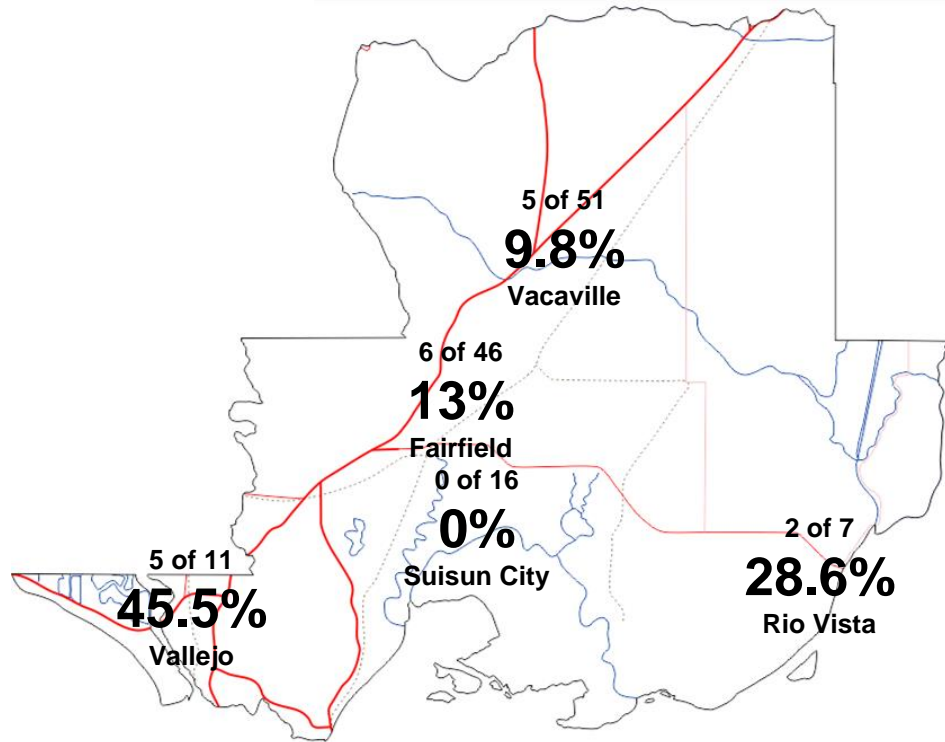 5 of 51
9.8%
Vacaville
6 of 46
13%
Fairfield
0 of 16
0%
Suisun City
5 of 11
45.5%
Vallejo
2 of 7
28.6%
Rio Vista